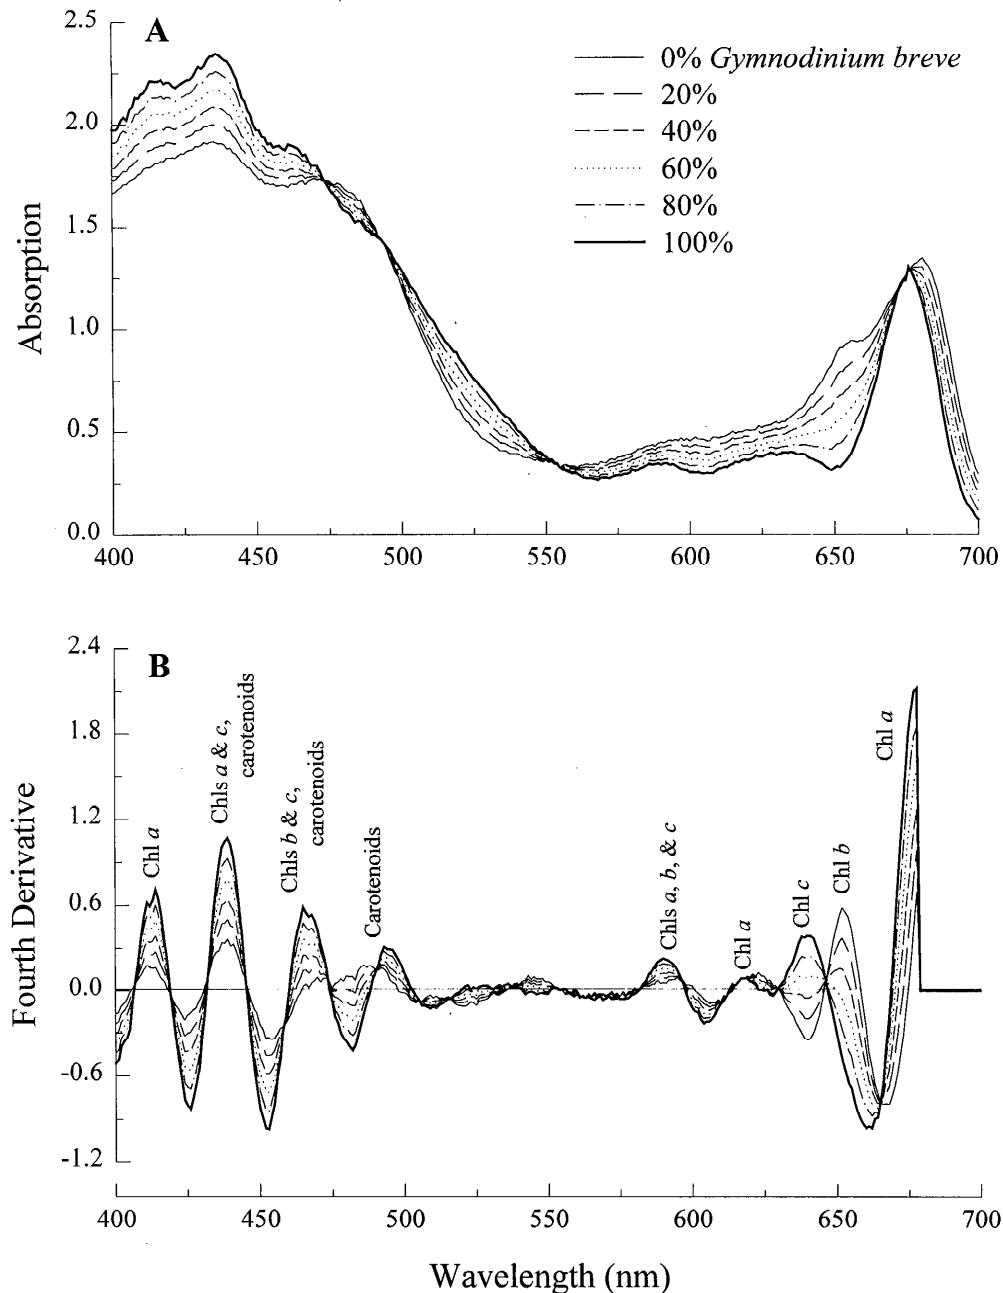 A
2.5
2.0
1.5
1.0
0.5
0.0
Absorption
0% Gymnodinium breve
20%
40%
60%
80%
100%
400 450 500 550 600 650 700
B
2.4
1.8
1.2
0.6
0.0
-0.6
-1.2
Fourth Derivative
Chl a
Chls a & c,
carotenoids
Chls b & c,
carotenoids
Carotenoids
Chls a, b, & c
Chl a
Chl c
Chl b
Chl a
400 450 500 550 600 650 700
Wavelength (nm)